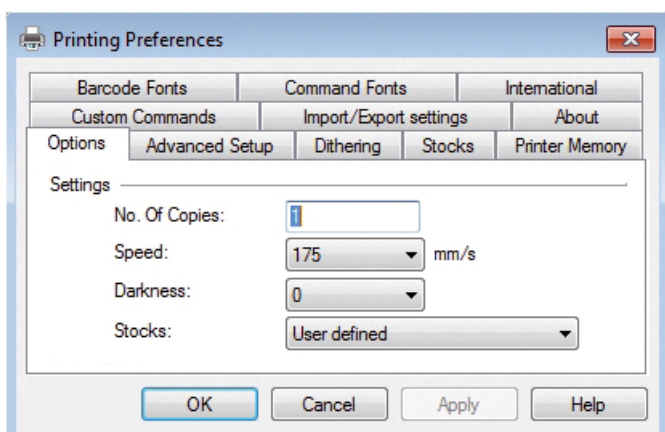 Printing Preferences
Barcode Fonts Command Fonts International
Custom Commands Import/Export settings About
Options Advanced Setup Dithering Stocks Printer Memory
Settings
No. Of Copies: 1
Speed: 175 mm/s
Darkness: 0
Stocks: User defined
OK Cancel Apply Help